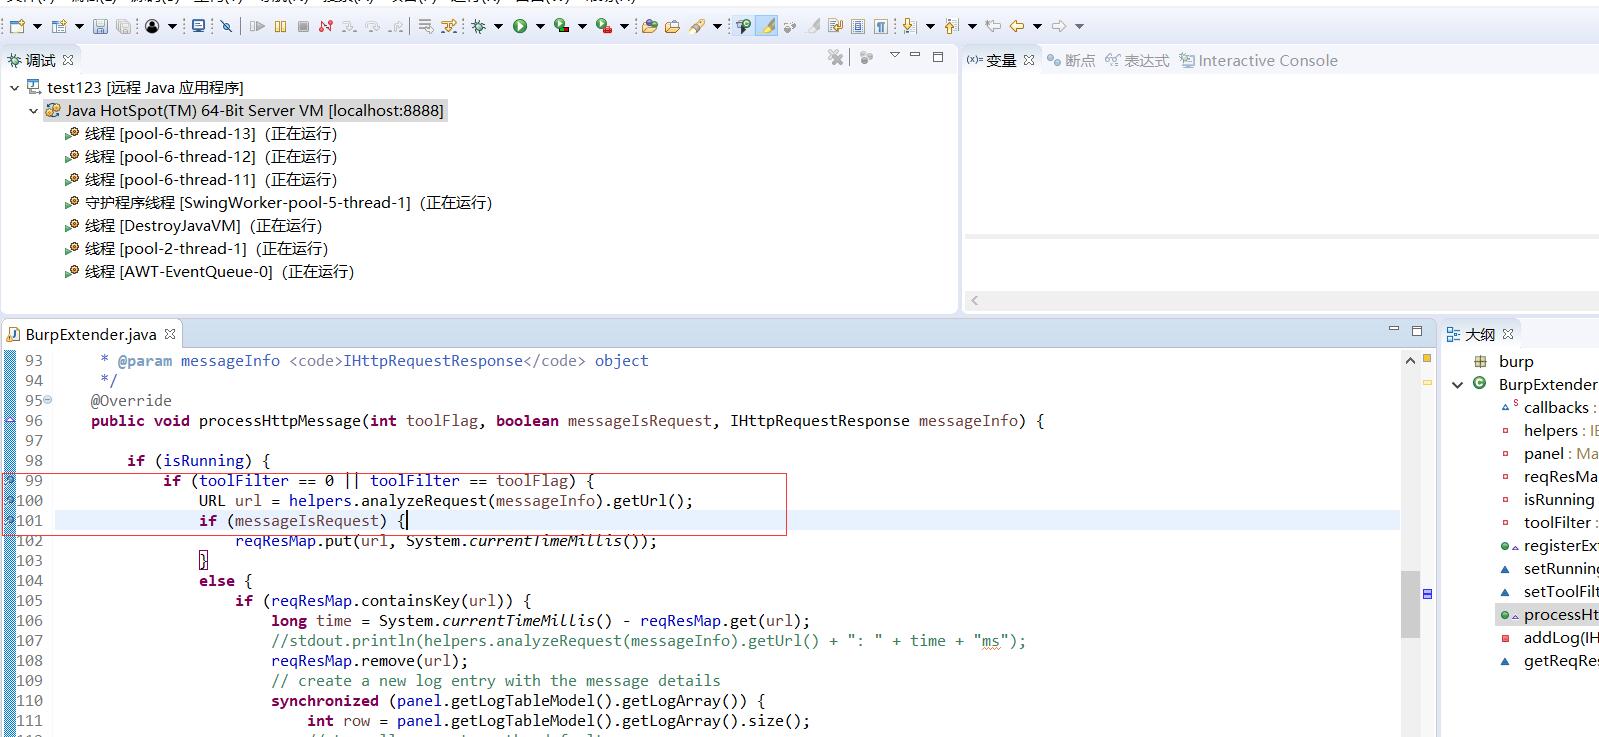 调试
test123 [远程 Java 应用程序]
Java HotSpot(TM) 64-Bit Server VM [localhost:8888]
线程 [pool-6-thread-13] (正在运行)
线程 [pool-6-thread-12] (正在运行)
线程 [pool-6-thread-11] (正在运行)
守护程序线程 [SwingWorker-pool-5-thread-1] (正在运行)
线程 [DestroyJavaVM] (正在运行)
线程 [pool-2-thread-1] (正在运行)
线程 [AWT-EventQueue-0] (正在运行)
(x)= 变量 断点 表达式 Interactive Console
BurpExtender.java
93 * @param messageInfo <code>IHttpRequestResponse</code> object
94 */
95 @Override
96 public void processHttpMessage(int toolFlag, boolean messageIsRequest, IHttpRequestResponse messageInfo) {
97
98 if (isRunning) {
99 if (toolFilter == 0 || toolFilter == toolFlag) {
100 URL url = helpers.analyzeRequest(messageInfo).getUrl();
101 if (messageIsRequest) {
102 reqResMap.put(url, System.currentTimeMillis());
103 }
104 else {
105 if (reqResMap.containsKey(url)) {
106 long time = System.currentTimeMillis() - reqResMap.get(url);
107 //stdout.println(helpers.analyzeRequest(messageInfo).getUrl() + ": " + time + "ms");
108 reqResMap.remove(url);
109 // create a new log entry with the message details
110 synchronized (panel.getLogTableModel().getLogArray()) {
111 int row = panel.getLogTableModel().getLogArray().size();
大纲
burp
BurpExtender
callbacks :
helpers : IE
panel : Ma
reqResMa
isRunning
toolFilter :
registerExt
setRunning
setToolFilt
processHt
addLog(IH
getReqRes